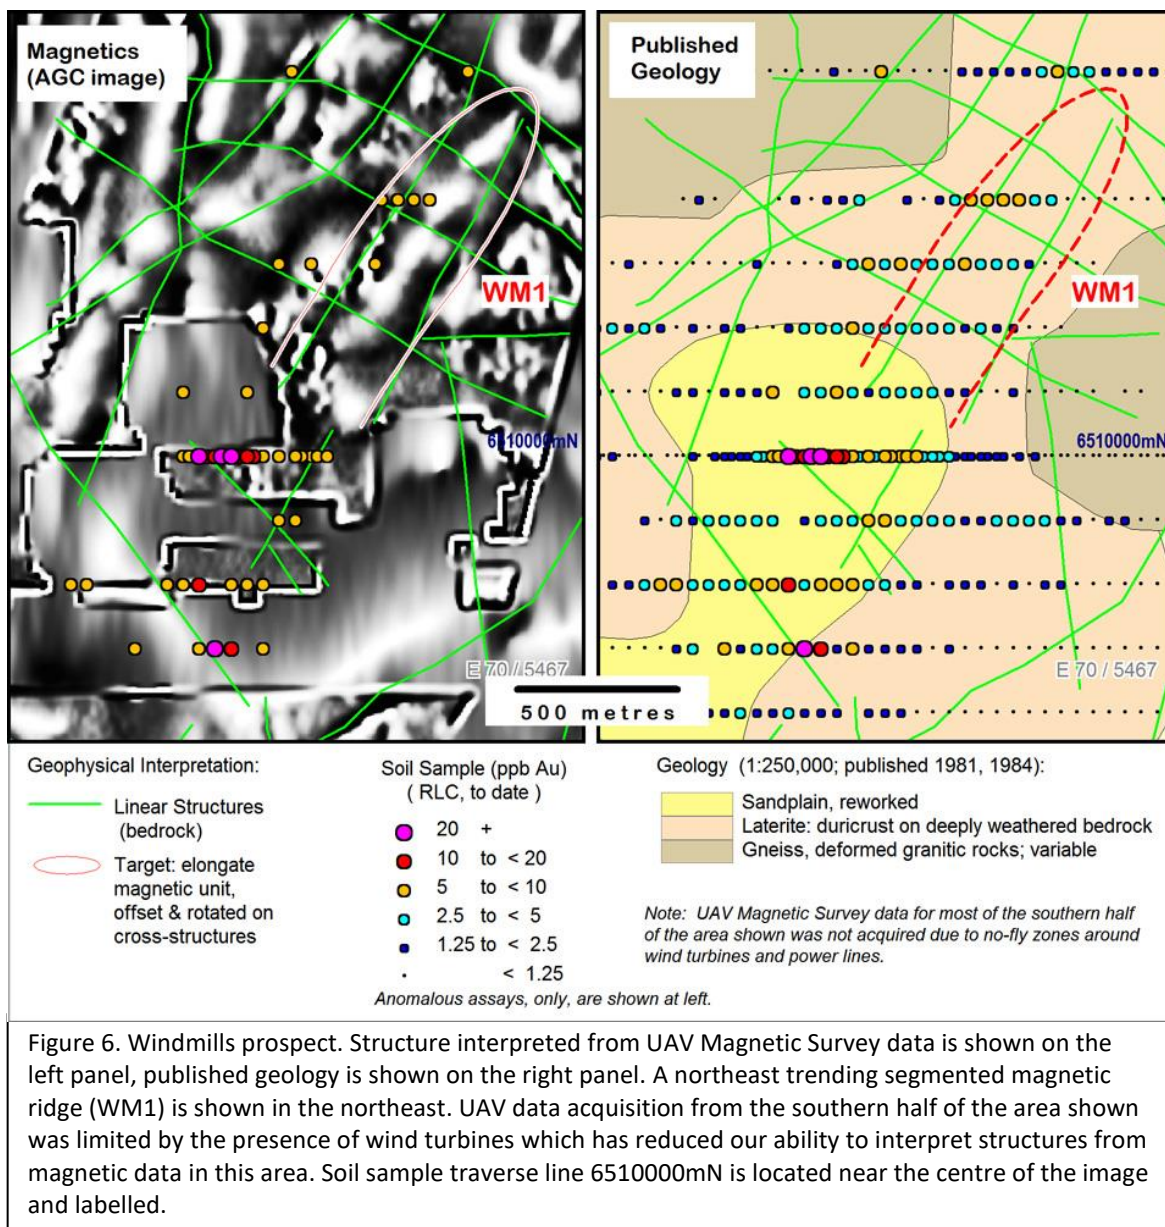 Magnetics
(AGC image)
WM1
6510000mN
E 70 / 5467
Published
Geology
WM1
6510000mN
E 70 / 5467
500 metres
Geophysical Interpretation:
Linear Structures
(bedrock)
Target: elongate
magnetic unit,
offset & rotated on
cross-structures
Soil Sample (ppb Au)
( RLC, to date )
20 +
10 to < 20
5 to < 10
2.5 to < 5
1.25 to < 2.5
< 1.25
Anomalous assays, only, are shown at left.
Geology (1:250,000; published 1981, 1984):
Sandplain, reworked
Laterite: duricrust on deeply weathered bedrock
Gneiss, deformed granitic rocks; variable
Note: UAV Magnetic Survey data for most of the southern half
of the area shown was not acquired due to no-fly zones around
wind turbines and power lines.
Figure 6. Windmills prospect. Structure interpreted from UAV Magnetic Survey data is shown on the
left panel, published geology is shown on the right panel. A northeast trending segmented magnetic
ridge (WM1) is shown in the northeast. UAV data acquisition from the southern half of the area shown
was limited by the presence of wind turbines which has reduced our ability to interpret structures from
magnetic data in this area. Soil sample traverse line 6510000mN is located near the centre of the image
and labelled.